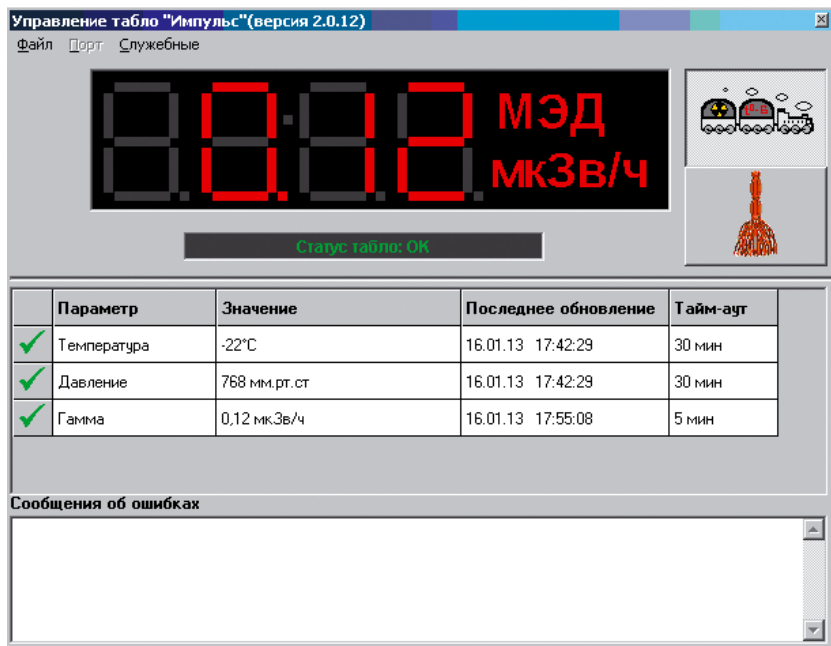 Управление табло "Импульс"(версия 2.0.12)
Файл Порт Служебные
0.12 МЭД
мкЗв/ч
Статус табло: ОК
Параметр Значение Последнее обновление Тайм-аут
Температура -22°C 16.01.13 17:42:29 30 мин
Давление 768 мм.рт.ст 16.01.13 17:42:29 30 мин
Гамма 0,12 мкЗв/ч 16.01.13 17:55:08 5 мин
Сообщения об ошибках